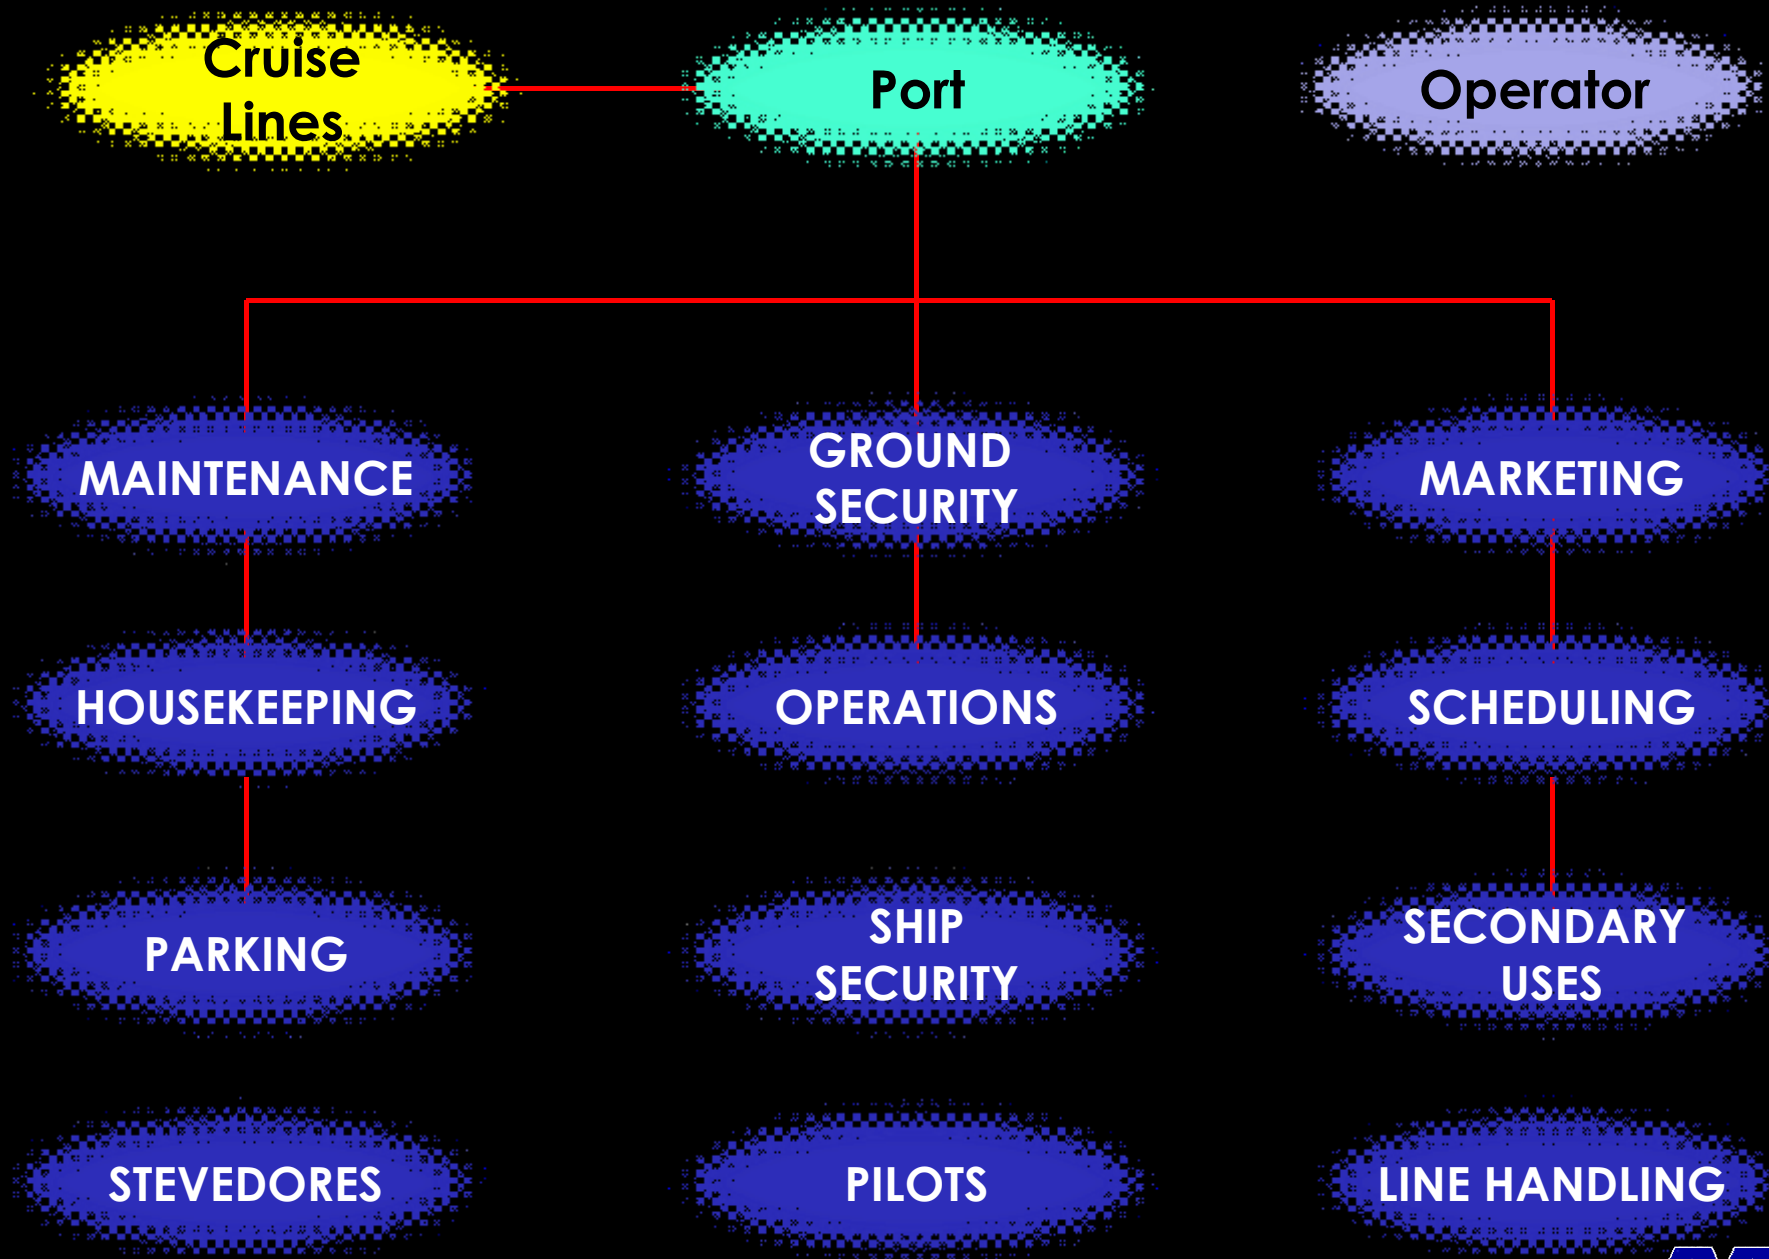 Cruise
Lines
Port
Operator
MAINTENANCE
GROUND
SECURITY
MARKETING
HOUSEKEEPING
OPERATIONS
SCHEDULING
PARKING
SHIP
SECURITY
SECONDARY
USES
STEVEDORES
PILOTS
LINE HANDLING